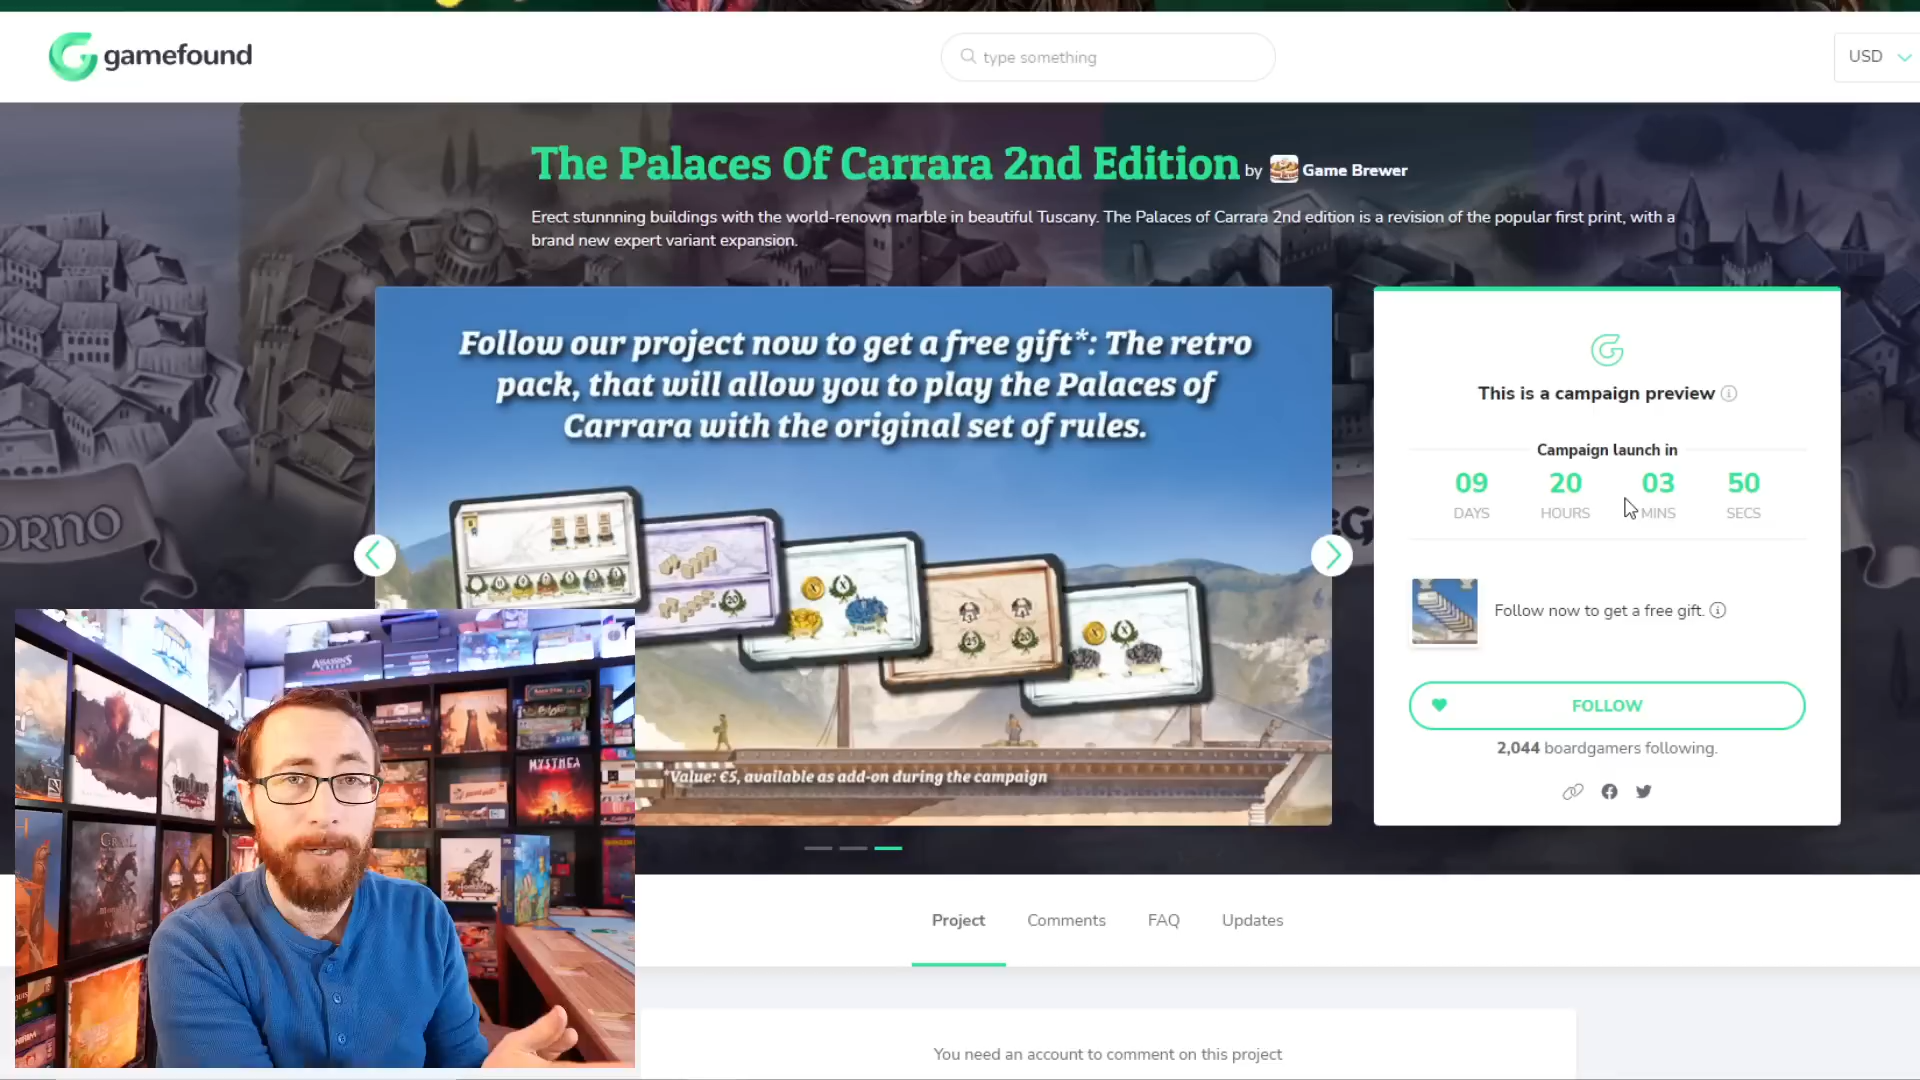 gamefound
type something
USD
The Palaces Of Carrara 2nd Edition by Game Brewer
Erect stunnning buildings with the world-renown marble in beautiful Tuscany. The Palaces of Carrara 2nd edition is a revision of the popular first print, with a
brand new expert variant expansion.
Follow our project now to get a free gift*: The retro
pack, that will allow you to play the Palaces of
Carrara with the original set of rules.
This is a campaign preview
Campaign launch in
09 20 03 50
DAYS HOURS MINS SECS
ORNO
20
X
25
20
X
Follow now to get a free gift.
FOLLOW
2,044 boardgamers following.
*Value: €5, available as add-on during the campaign
ASSASSIN'S
MYSTHEA
GRAIL
Project Comments FAQ Updates
You need an account to comment on this project